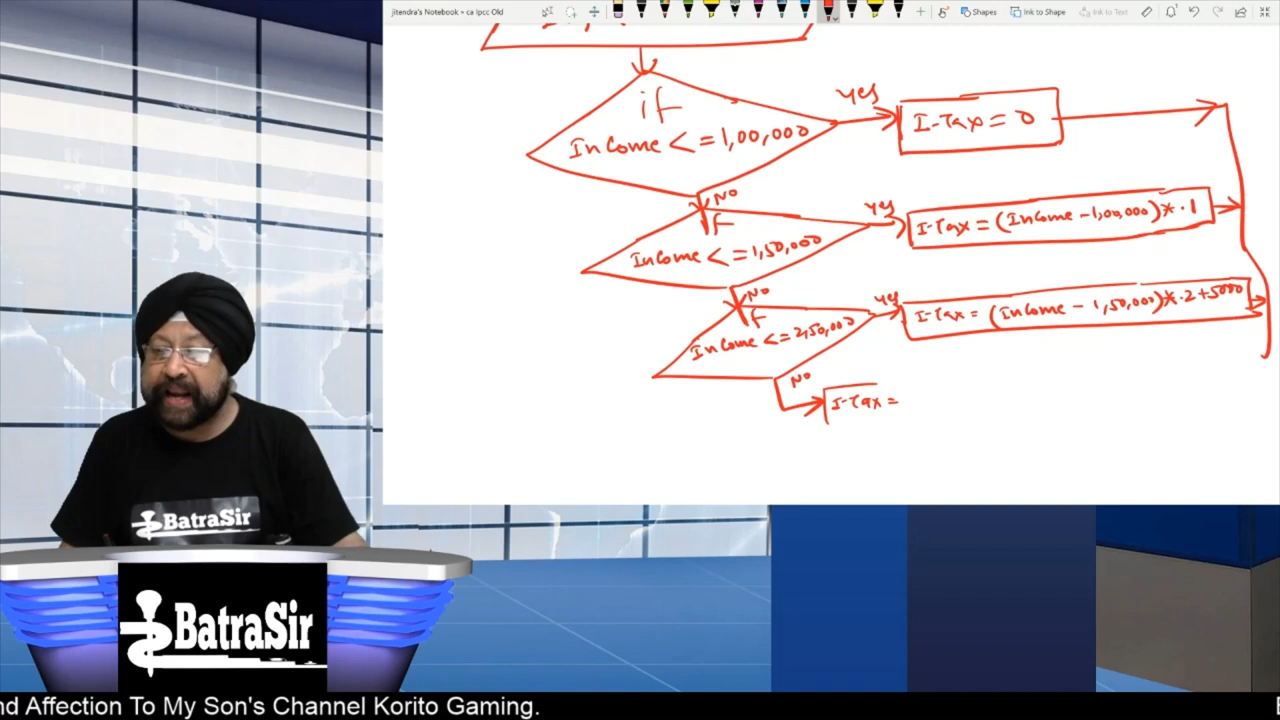 jitendra's Notebook > ca Ipcc Old
Shapes
Ink to Shape
Ink to Text
if
Income <= 1,00,000
Yes
I-Tax = 0
No
if
Income <= 1,50,000
Yes
I-Tax = (Income - 1,00,000) * .1
No
if
Income <= 2,50,000
Yes
I-Tax = (Income - 1,50,000) * .2 + 5000
No
I-Tax =
BatraSir
BatraSir
nd Affection To My Son's Channel Korito Gaming.